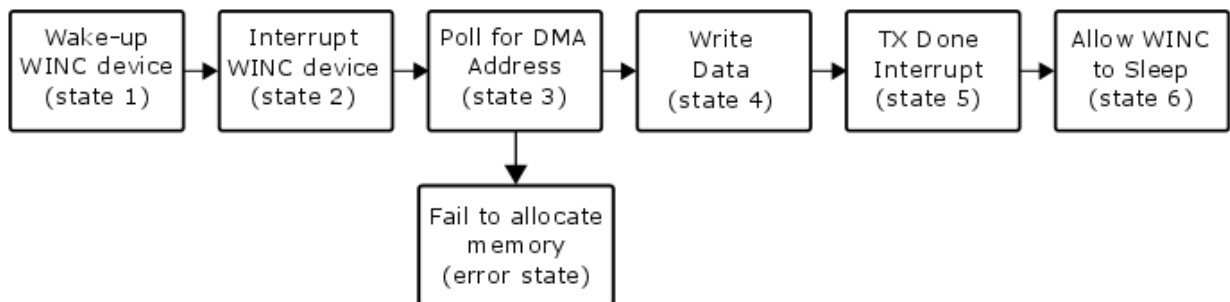 Wake-up
WINC device
(state 1)
Interrupt
WINC device
(state 2)
Poll for DMA
Address
(state 3)
Write
Data
(state 4)
TX Done
Interrupt
(state 5)
Allow WINC
to Sleep
(state 6)
Fail to allocate
memory
(error state)